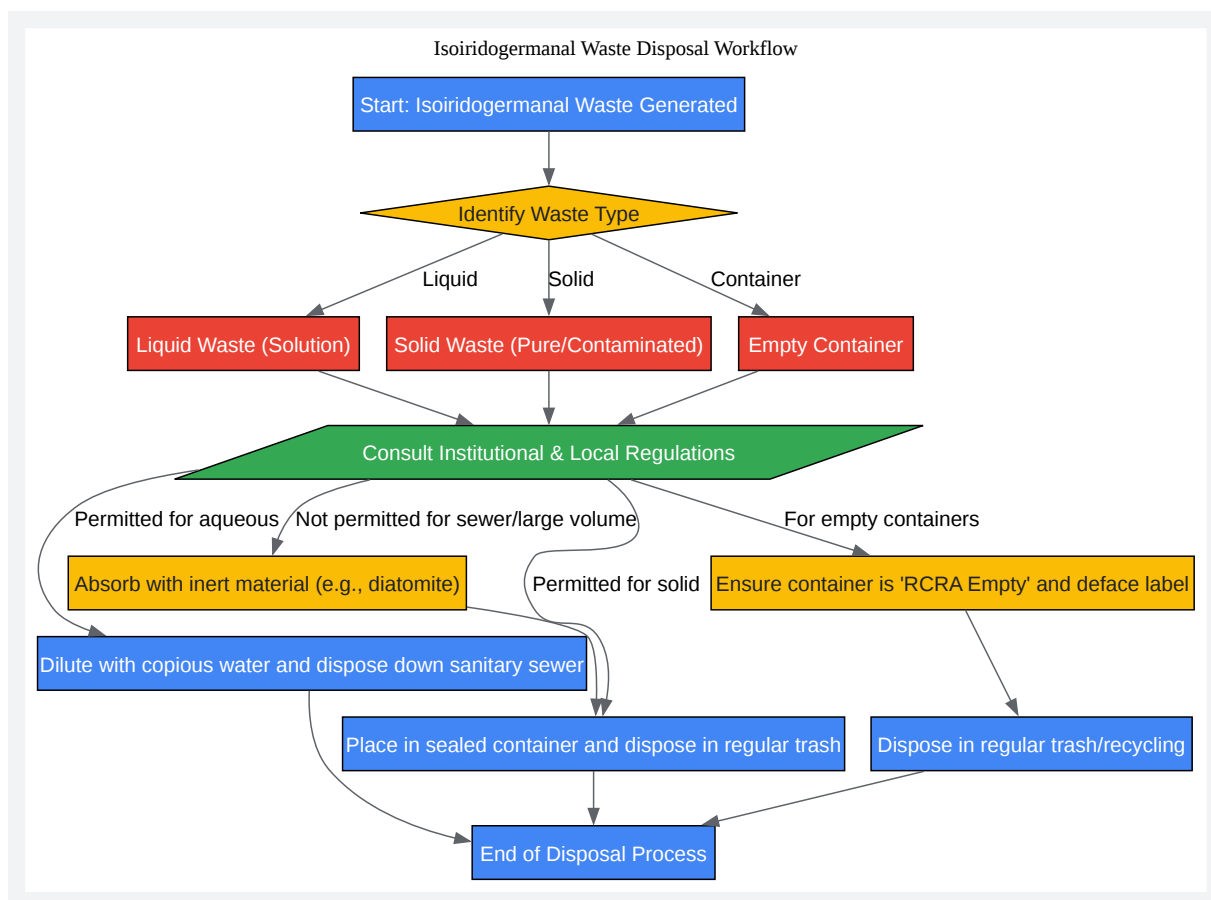 Isoiridogermanal Waste Disposal Workflow
Start: Isoiridogermanal Waste Generated
Identify Waste Type
Liquid
Solid
Container
Liquid Waste (Solution)
Solid Waste (Pure/Contaminated)
Empty Container
Consult Institutional & Local Regulations
Permitted for aqueous
Not permitted for sewer/large volume
For empty containers
Absorb with inert material (e.g., diatomite)
Permitted for solid
Ensure container is 'RCRA Empty' and deface label
Dilute with copious water and dispose down sanitary sewer
Place in sealed container and dispose in regular trash
Dispose in regular trash/recycling
End of Disposal Process